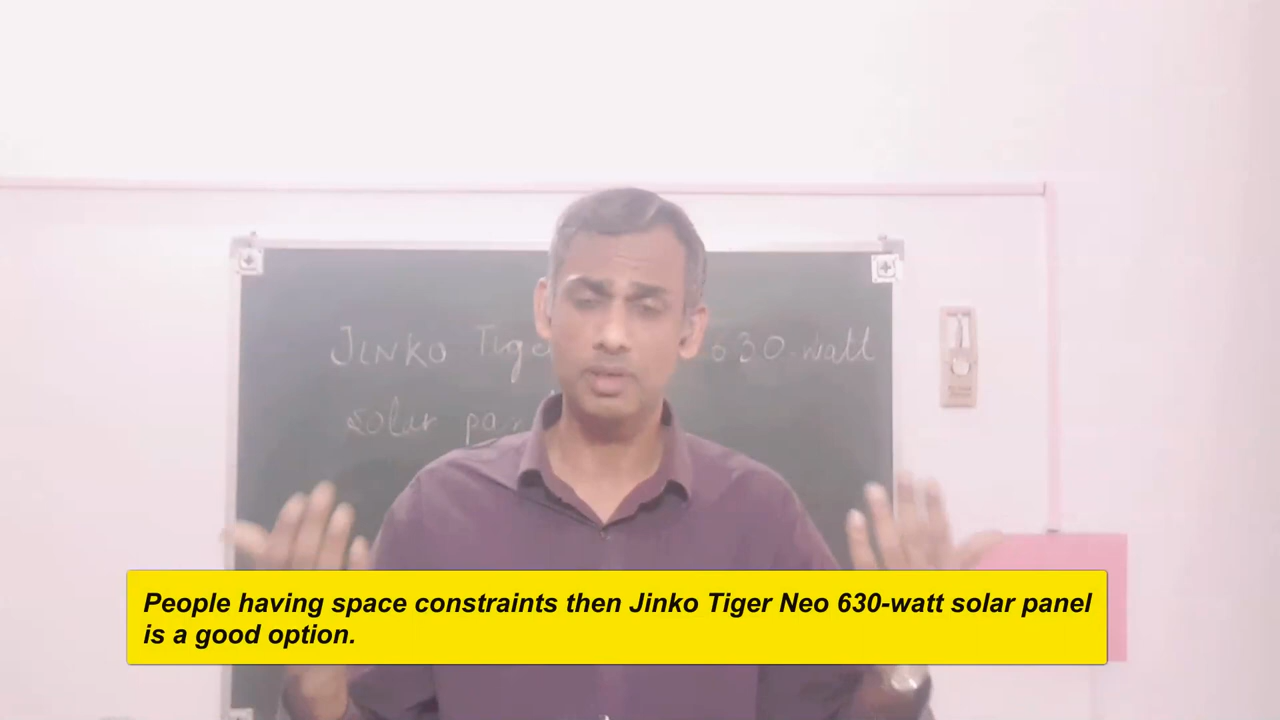 JINKO Tige 630-watt
solar pa
People having space constraints then Jinko Tiger Neo 630-watt solar panel
is a good option.